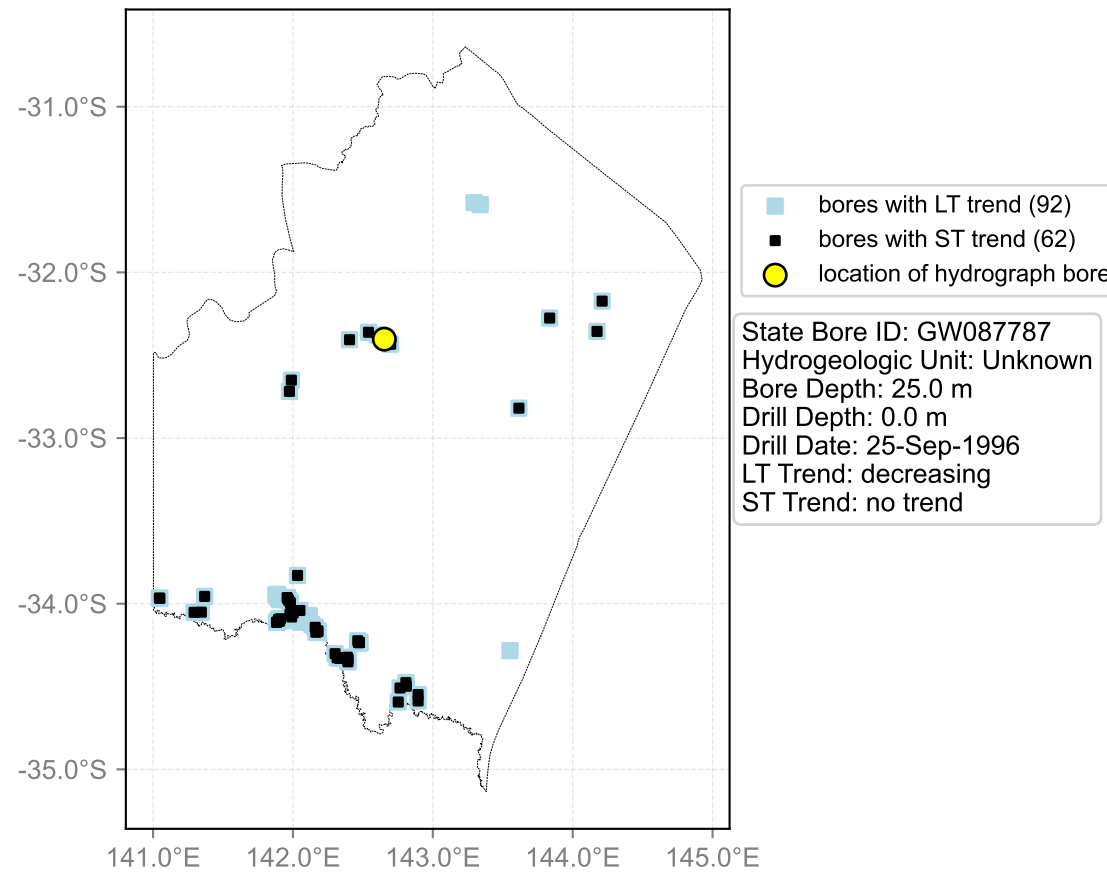 -31.0°S
-32.0°S
-33.0°S
-34.0°S
-35.0°S
141.0°E 142.0°E 143.0°E 144.0°E 145.0°E
bores with LT trend (92)
bores with ST trend (62)
location of hydrograph bore
State Bore ID: GW087787
Hydrogeologic Unit: Unknown
Bore Depth: 25.0 m
Drill Depth: 0.0 m
Drill Date: 25-Sep-1996
LT Trend: decreasing
ST Trend: no trend